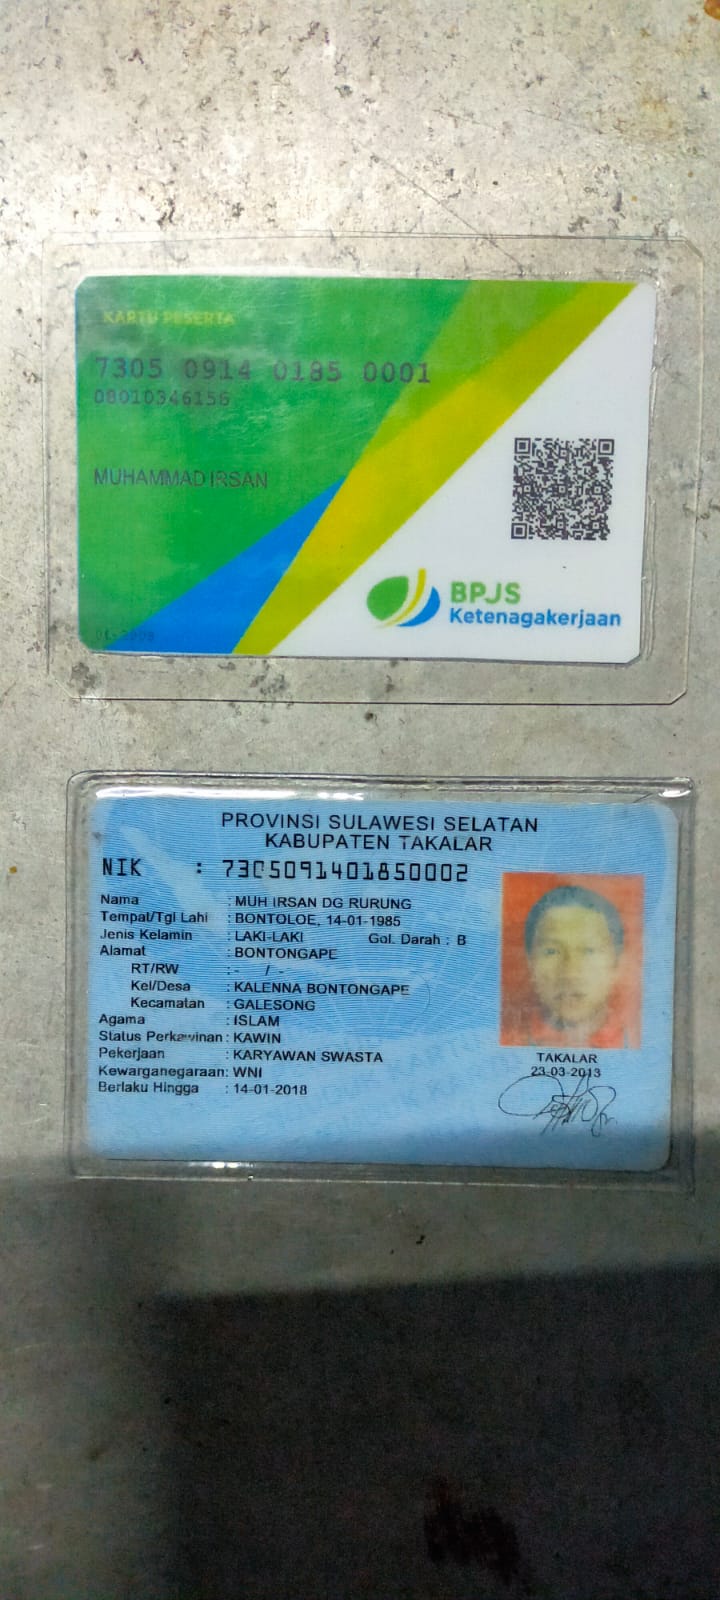 KARTU PESERTA
7305 0914 0185 0001
08010346156
MUHAMMAD IRSAN
BPJS
Ketenagakerjaan
PROVINSI SULAWESI SELATAN
KABUPATEN TAKALAR
NIK : 7305091401850002
Nama : MUH IRSAN DG RURUNG
Tempat/Tgl Lahi : BONTOLOE, 14-01-1985
Jenis Kelamin : LAKI-LAKI Gol. Darah : B
Alamat : BONTONGAPE
RT/RW : - / -
Kel/Desa : KALENNA BONTONGAPE
Kecamatan : GALESONG
Agama : ISLAM
Status Perkawinan : KAWIN
Pekerjaan : KARYAWAN SWASTA
Kewarganegaraan : WNI
Berlaku Hingga : 14-01-2018
TAKALAR
23-03-2013